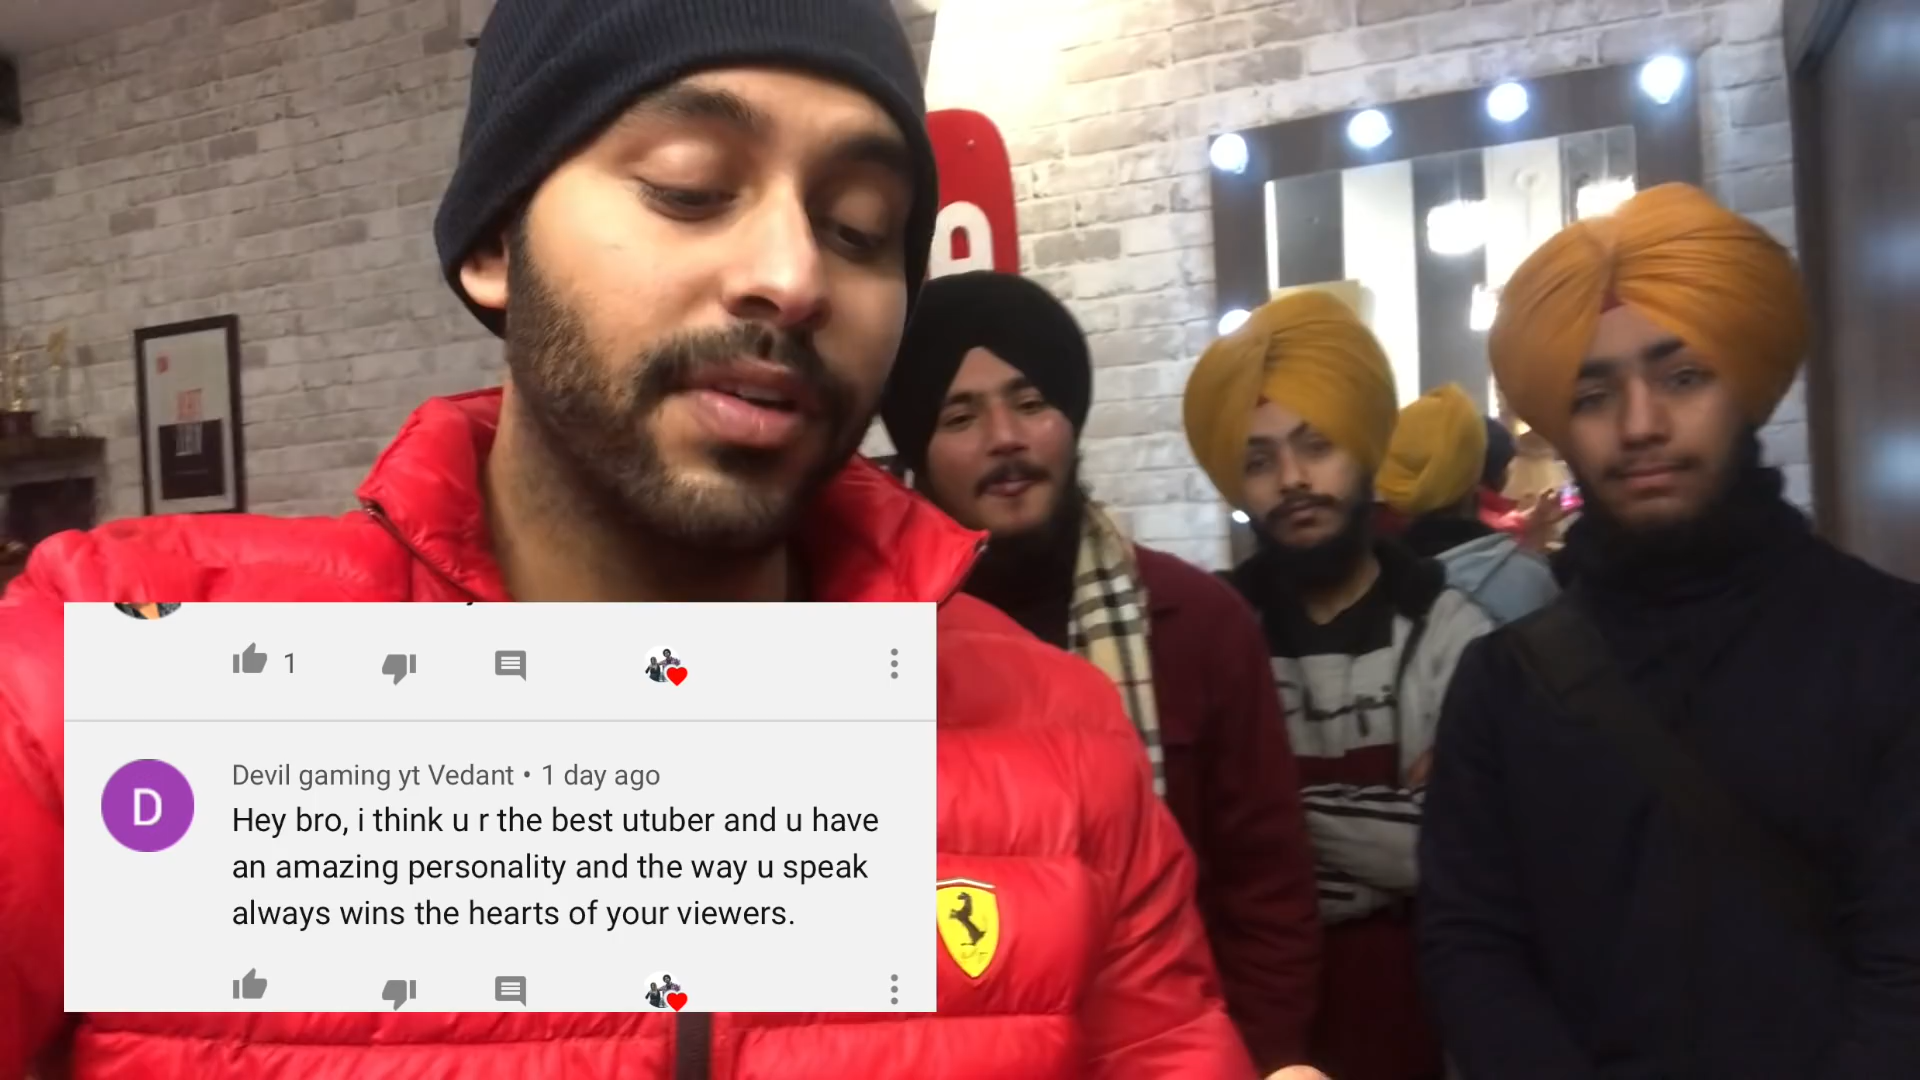 1
D
Devil gaming yt Vedant • 1 day ago
Hey bro, i think u r the best utuber and u have
an amazing personality and the way u speak
always wins the hearts of your viewers.